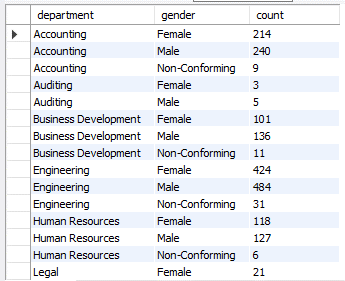 department gender count
Accounting Female 214
Accounting Male 240
Accounting Non-Conforming 9
Auditing Female 3
Auditing Male 5
Business Development Female 101
Business Development Male 136
Business Development Non-Conforming 11
Engineering Female 424
Engineering Male 484
Engineering Non-Conforming 31
Human Resources Female 118
Human Resources Male 127
Human Resources Non-Conforming 6
Legal Female 21